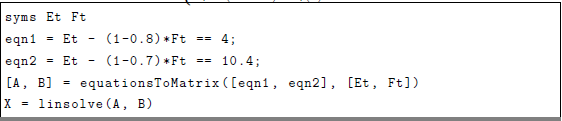 syms Et Ft
eqn1 = Et - (1-0.8)*Ft == 4;
eqn2 = Et - (1-0.7)*Ft == 10.4;
[A, B] = equationsToMatrix([eqn1, eqn2], [Et, Ft])
X = linsolve(A, B)